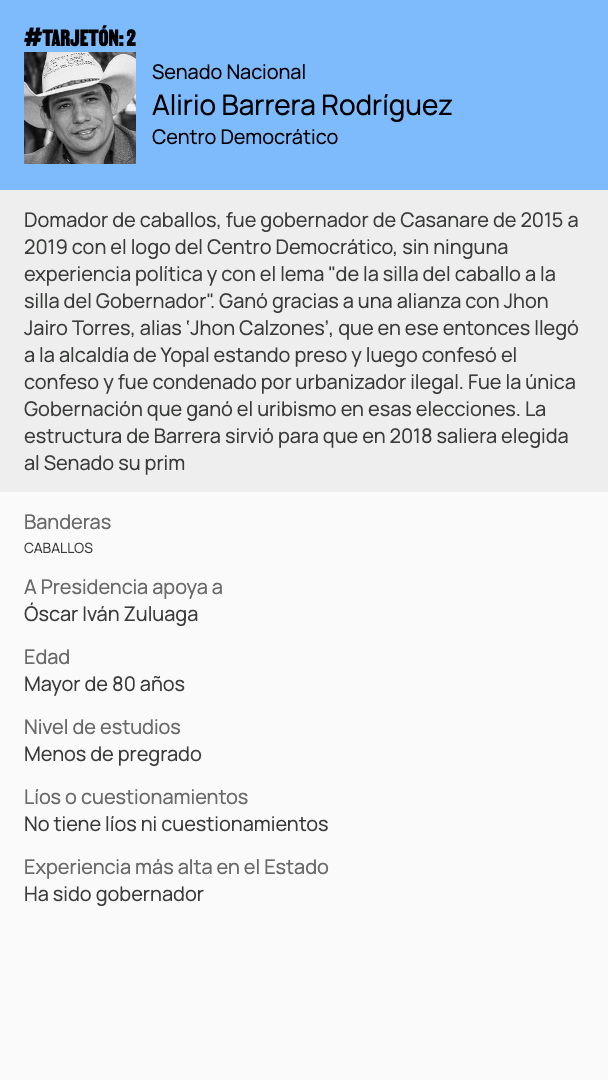 #TARJETÓN: 2
Senado Nacional
Alirio Barrera Rodríguez
Centro Democrático
Domador de caballos, fue gobernador de Casanare de 2015 a
2019 con el logo del Centro Democrático, sin ninguna
experiencia política y con el lema "de la silla del caballo a la
silla del Gobernador". Ganó gracias a una alianza con Jhon
Jairo Torres, alias ‘Jhon Calzones’, que en ese entonces llegó
a la alcaldía de Yopal estando preso y luego confesó el
confeso y fue condenado por urbanizador ilegal. Fue la única
Gobernación que ganó el uribismo en esas elecciones. La
estructura de Barrera sirvió para que en 2018 saliera elegida
al Senado su prim
Banderas
CABALLOS
A Presidencia apoya a
Óscar Iván Zuluaga
Edad
Mayor de 80 años
Nivel de estudios
Menos de pregrado
Líos o cuestionamientos
No tiene líos ni cuestionamientos
Experiencia más alta en el Estado
Ha sido gobernador